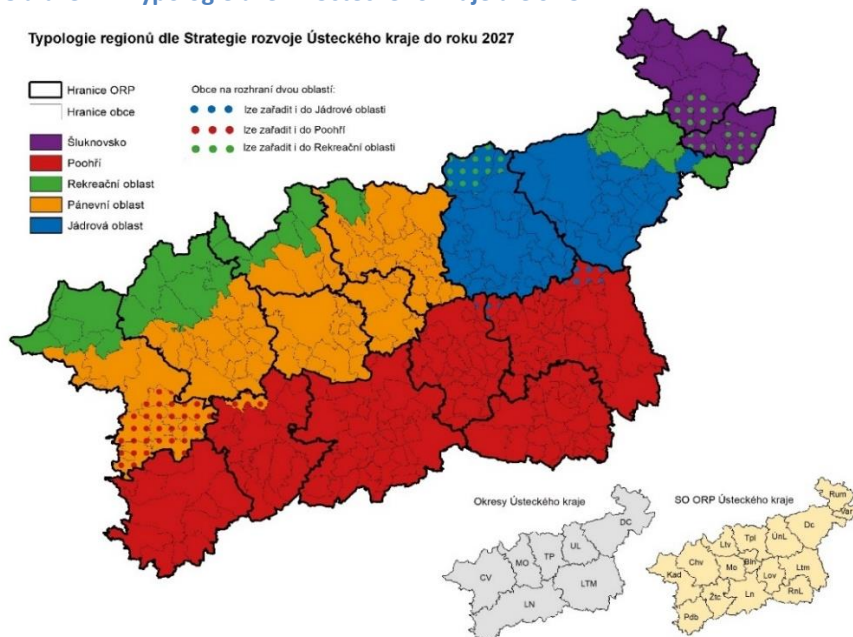 Typologie regionů dle Strategie rozvoje Ústeckého kraje do roku 2027
Hranice ORP
Hranice obce
Šluknovsko
Poohří
Rekreační oblast
Pánevní oblast
Jádrová oblast
Obce na rozhraní dvou oblastí:
lze zařadit i do Jádrové oblasti
lze zařadit i do Poohří
lze zařadit i do Rekreační oblasti
Okresy Ústeckého kraje
DC
UL
TP
MO
CV
LTM
LN
SO ORP Ústeckého kraje
Rum
Var
Dc
ÚnL
Tpl
Ltv
Chv
Mo
Bln
Kad
Lov
Ltm
Žtc
Ln
RnL
Pdb